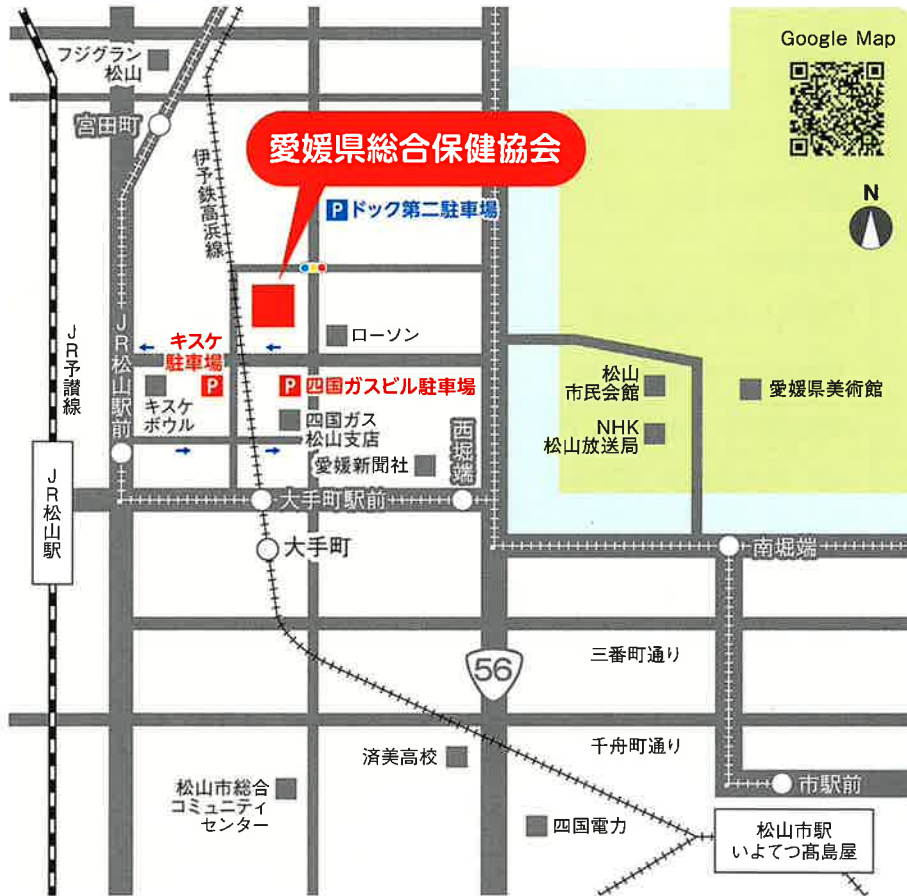 Google Map
フジグラン
松山
宮田町
愛媛県総合保健協会
N
伊予鉄高浜線
P ドック第二駐車場
JR予讃線
JR松山駅前
キスケ
駐車場
P
ローソン
P 四国ガスビル駐車場
キスケ
ボウル
四国ガス
松山支店
松山
市民会館
愛媛県美術館
NHK
松山放送局
西堀端
愛媛新聞社
JR松山駅
大手町駅前
大手町
南堀端
三番町通り
56
千舟町通り
済美高校
松山市総合
コミュニティ
センター
市駅前
四国電力
松山市駅
いよてつ髙島屋